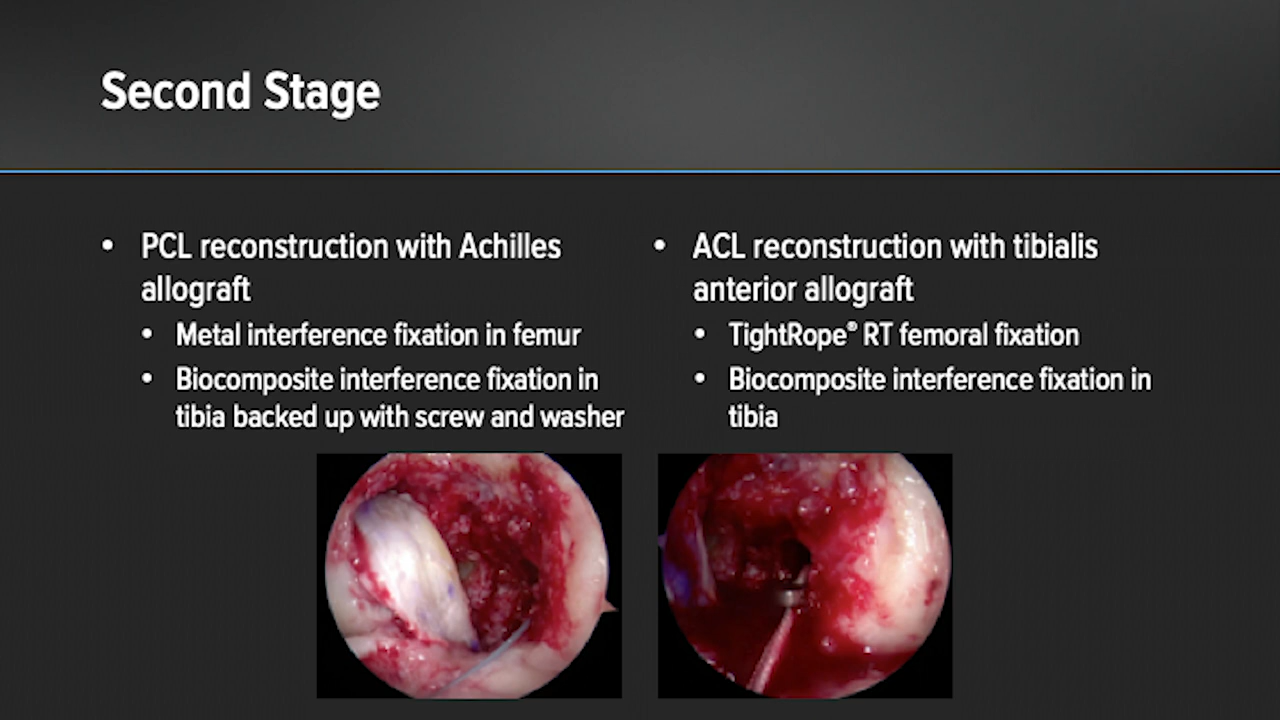 Second Stage
• PCL reconstruction with Achilles
allograft
• Metal interference fixation in femur
• Biocomposite interference fixation in
tibia backed up with screw and washer
• ACL reconstruction with tibialis
anterior allograft
• TightRope® RT femoral fixation
• Biocomposite interference fixation in
tibia